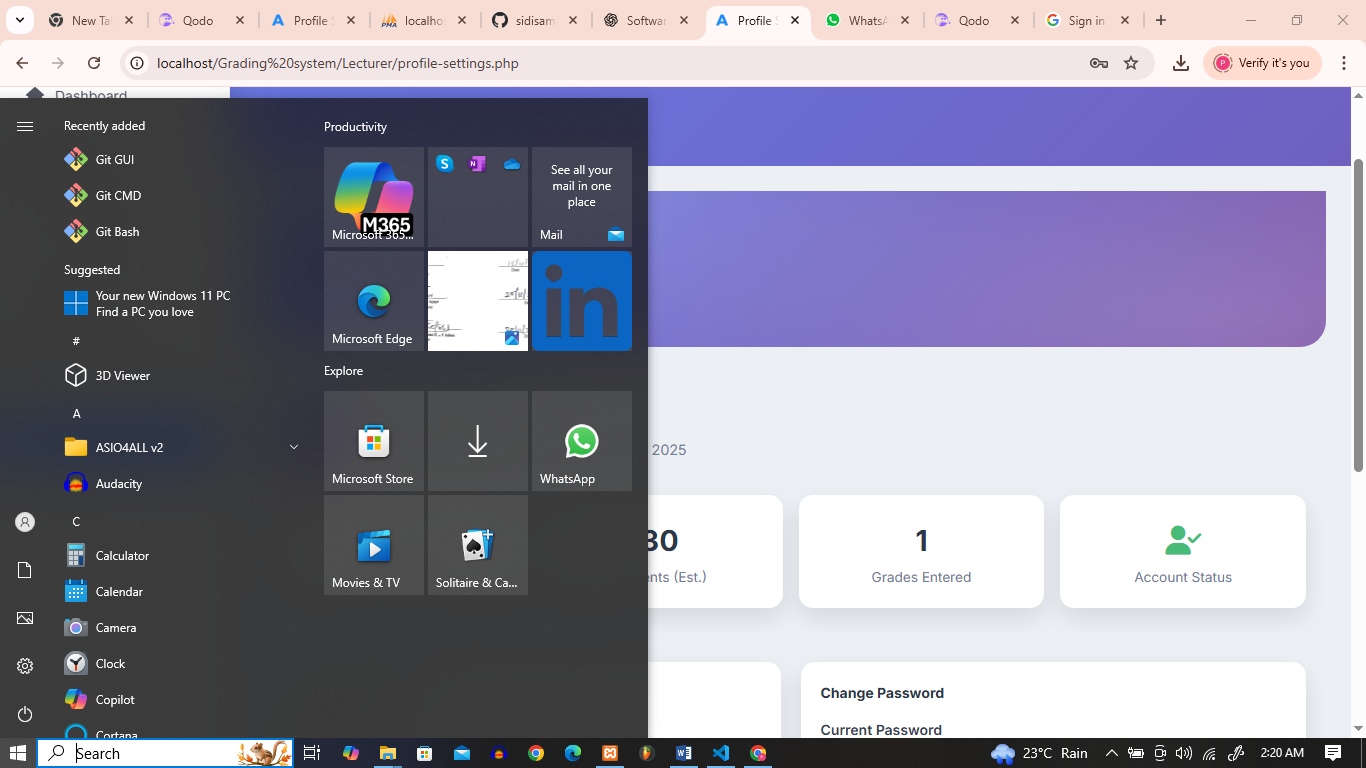 New Ta
Qodo
Profile S
localho
sidisam
Softwar
Profile S
WhatsA
Qodo
Sign in
localhost/Grading%20system/Lecturer/profile-settings.php
Verify it's you
Dashboard
Recently added
Git GUI
Git CMD
Git Bash
Suggested
Your new Windows 11 PC
Find a PC you love
#
3D Viewer
A
ASIO4ALL v2
Audacity
C
Calculator
Calendar
Camera
Clock
Copilot
Cortana
Productivity
M365
Microsoft 365...
See all your
mail in one
place
Mail
Microsoft Edge
in
Explore
Microsoft Store
WhatsApp
Movies & TV
Solitaire & Ca...
2025
30
ents (Est.)
1
Grades Entered
Account Status
Change Password
Current Password
Search
23°C Rain
2:20 AM